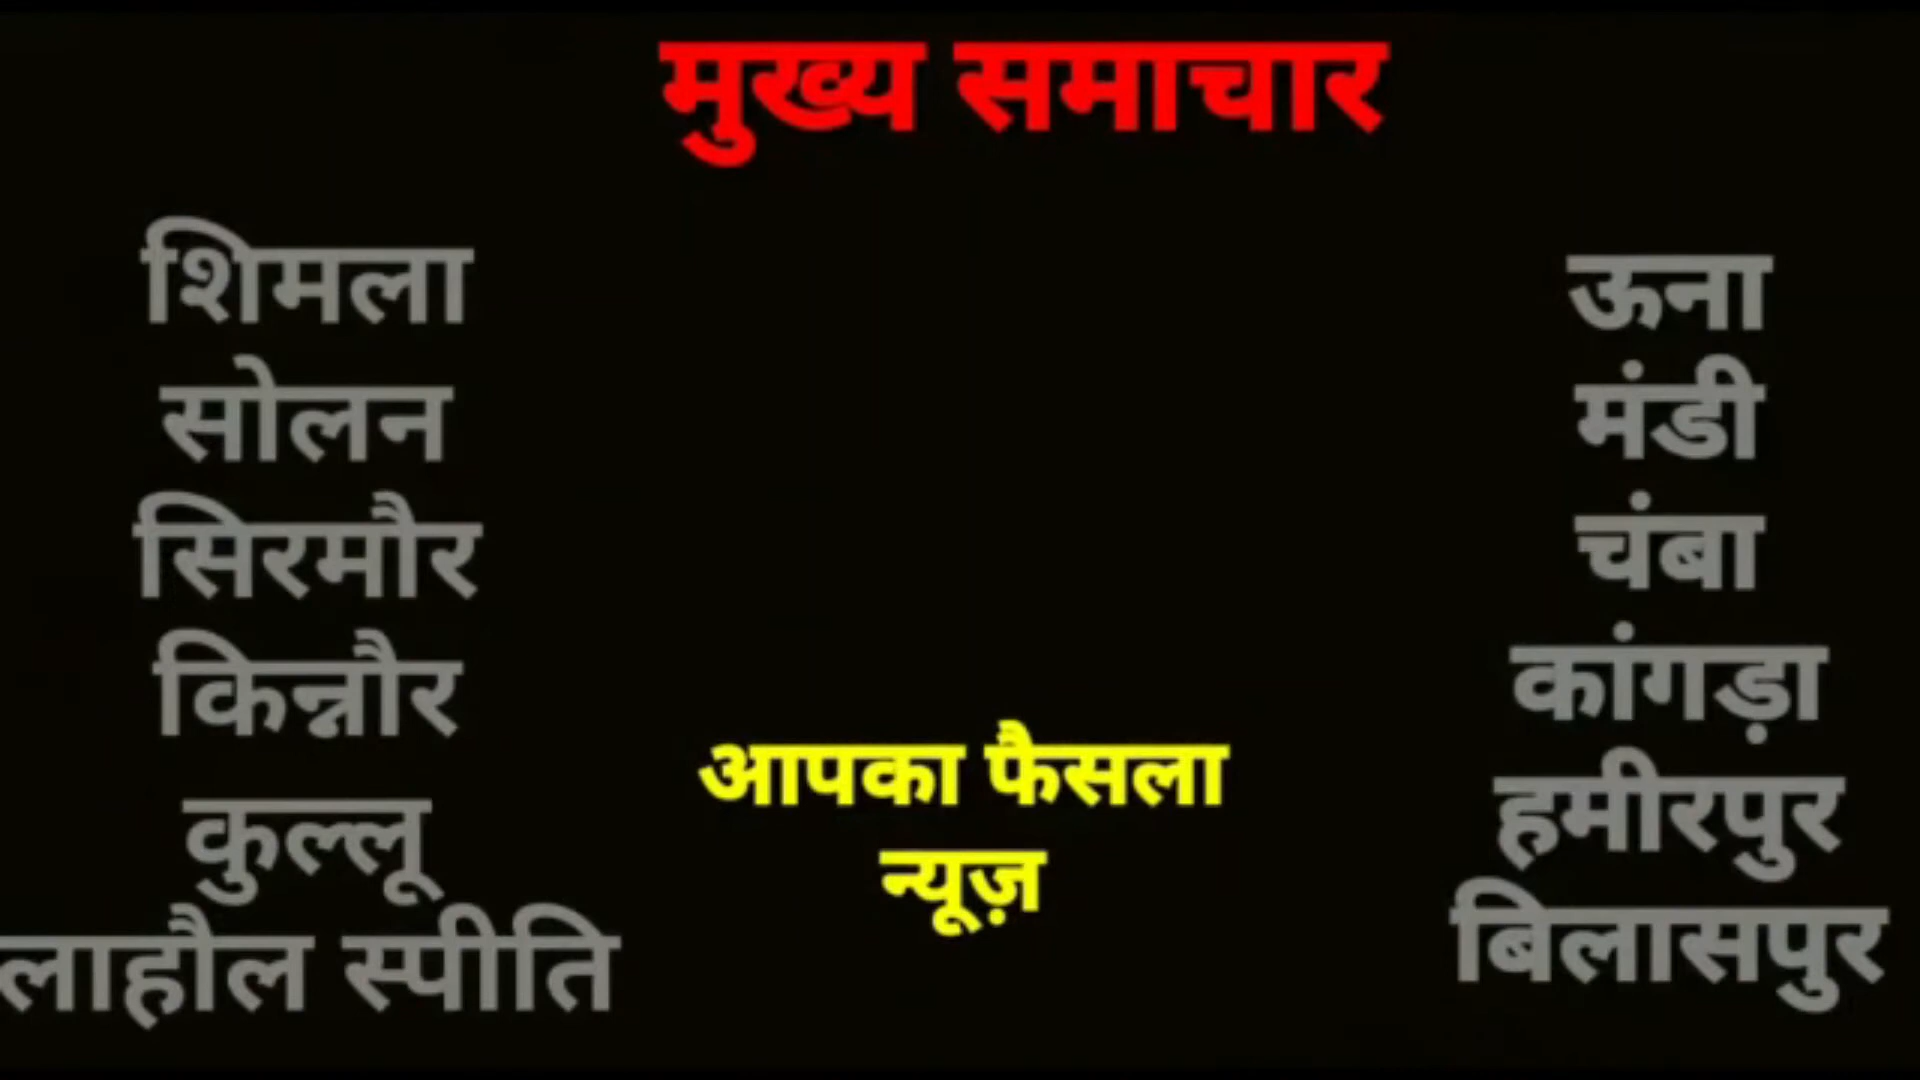 मुख्य समाचार
शिमला
सोलन
सिरमौर
किन्नौर
कुल्लू
लाहौल स्पीति
आपका फैसला
न्यूज़
ऊना
मंडी
चंबा
कांगड़ा
हमीरपुर
बिलासपुर